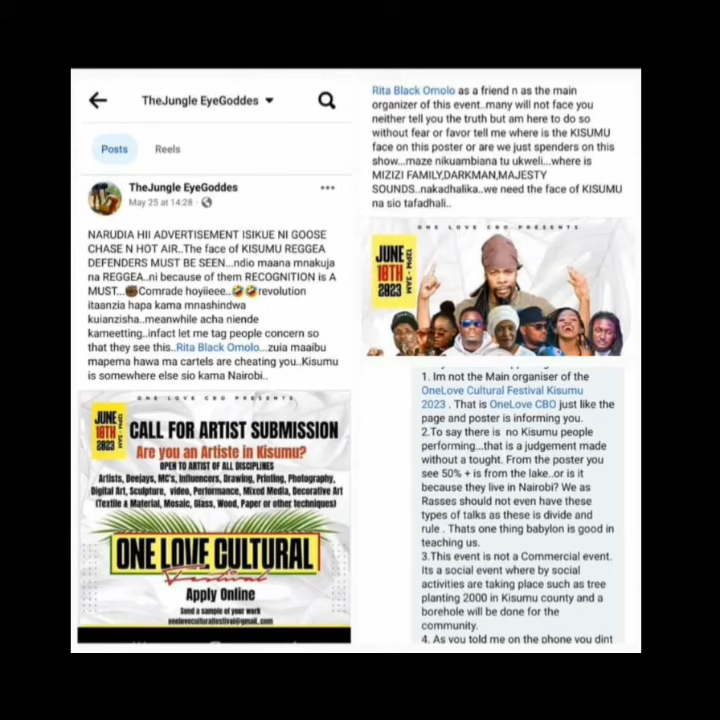 TheJungle EyeGoddes
Posts
Reels
TheJungle EyeGoddes
May 25 at 14:28
NARUDIA HII ADVERTISEMENT ISIKUE NI GOOSE
CHASE N HOT AIR..The face of KISUMU REGGEA
DEFENDERS MUST BE SEEN...ndio maana mnakuja
na REGGEA..ni because of them RECOGNITION is A
MUST...✊🏿Comrade hoyiieee..🤣🤣revolution
itaanzia hapa kama mnashindwa
kuianzisha..meanwhile acha niende
kameetting..infact let me tag people concern so
that they see this..Rita Black Omolo...zuia maaibu
mapema hawa ma cartels are cheating you..Kisumu
is somewhere else sio kama Nairobi..
ONE LOVE CBO PRESENTS
JUNE
10TH
2023
12PM - 3AM
CALL FOR ARTIST SUBMISSION
Are you an Artiste in Kisumu?
OPEN TO ARTIST OF ALL DISCIPLINES
Artists, Deejays, MC's, Influencers, Drawing, Printing, Photography,
Digital Art, Sculpture, video, Performance, Mixed Media, Decorative Art
(Textile & Material, Mosaic, Glass, Wood, Paper or other techniques)
ONE LOVE CULTURAL
Festival
Apply Online
Send a sample of your work
oneloveculturalfestival@gmail.com
Rita Black Omolo as a friend n as the main
organizer of this event..many will not face you
neither tell you the truth but am here to do so
without fear or favor tell me where is the KISUMU
face on this poster or are we just spenders on this
show...maze nikuambiana tu ukweli...where is
MIZIZI FAMILY,DARKMAN,MAJESTY
SOUNDS..nakadhalika..we need the face of KISUMU
na sio tafadhali..
ONE LOVE CBO PRESENTS
JUNE
10TH
2023
12PM - 3AM
1. Im not the Main organiser of the
OneLove Cultural Festival Kisumu
2023 . That is OneLove CBO just like the
page and poster is informing you.
2.To say there is no Kisumu people
performing...that is a judgement made
without a tought. From the poster you
see 50% + is from the lake..or is it
because they live in Nairobi? We as
Rasses should not even have these
types of talks as these is divide and
rule . Thats one thing babylon is good in
teaching us.
3.This event is not a Commercial event.
Its a social event where by social
activities are taking place such as tree
planting 2000 in Kisumu county and a
borehole will be done for the
community.
4. As you told me on the phone you dint